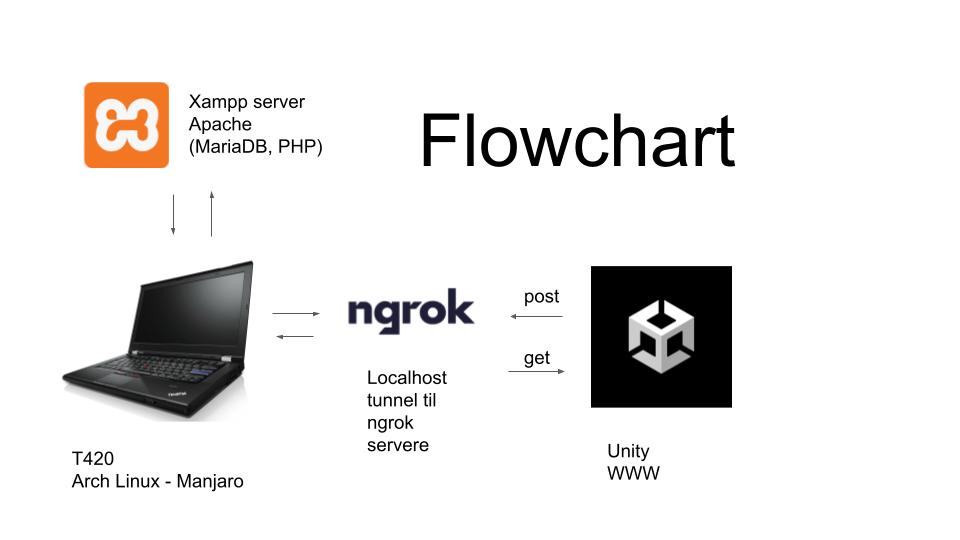 Xampp server
Apache
(MariaDB, PHP)
Flowchart
ngrok
post
get
Localhost
tunnel til
ngrok
servere
ThinkPad
T420
Arch Linux - Manjaro
Unity
WWW